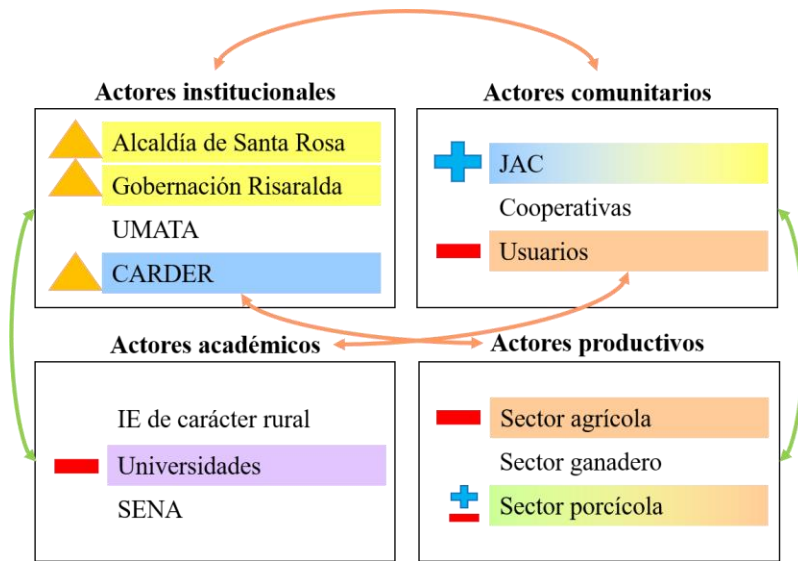 Actores institucionales
Alcaldía de Santa Rosa
Gobernación Risaralda
UMATA
CARDER
Actores comunitarios
JAC
Cooperativas
Usuarios
Actores académicos
IE de carácter rural
Universidades
SENA
Actores productivos
Sector agrícola
Sector ganadero
Sector porcícola